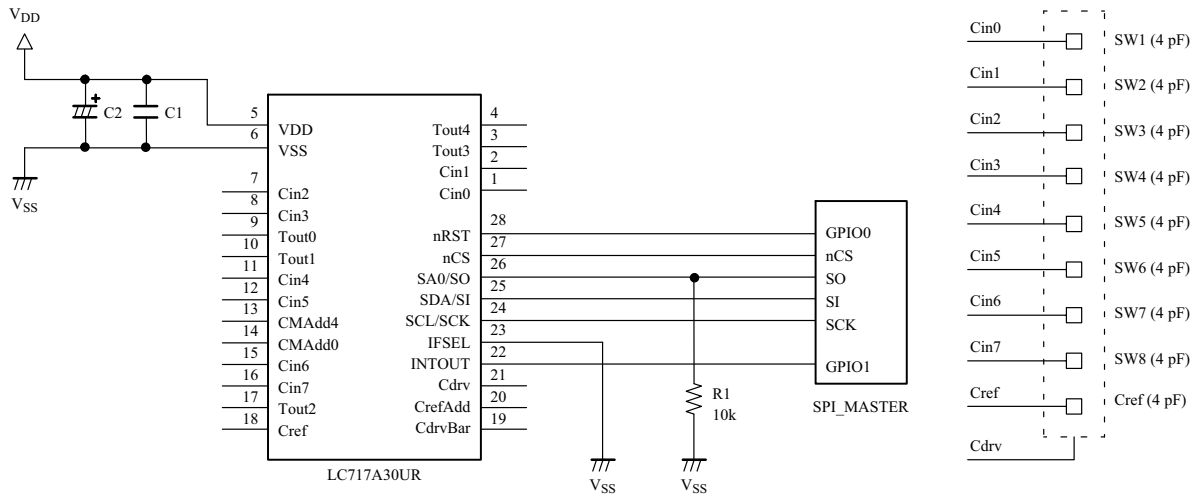 VDD
C2
C1
VSS
5
6
7
8
9
10
11
12
13
14
15
16
17
18
VDD
VSS
Cin2
Cin3
Tout0
Tout1
Cin4
Cin5
CMAdd4
CMAdd0
Cin6
Cin7
Tout2
Cref
Tout4
Tout3
Cin1
Cin0
nRST
nCS
SA0/SO
SDA/SI
SCL/SCK
IFSEL
INTOUT
Cdrv
CrefAdd
CdrvBar
4
3
2
1
28
27
26
25
24
23
22
21
20
19
LC717A30UR
VSS
R1
10k
VSS
GPIO0
nCS
SO
SI
SCK
GPIO1
SPI_MASTER
Cin0
SW1 (4 pF)
Cin1
SW2 (4 pF)
Cin2
SW3 (4 pF)
Cin3
SW4 (4 pF)
Cin4
SW5 (4 pF)
Cin5
SW6 (4 pF)
Cin6
SW7 (4 pF)
Cin7
SW8 (4 pF)
Cref
Cref (4 pF)
Cdrv